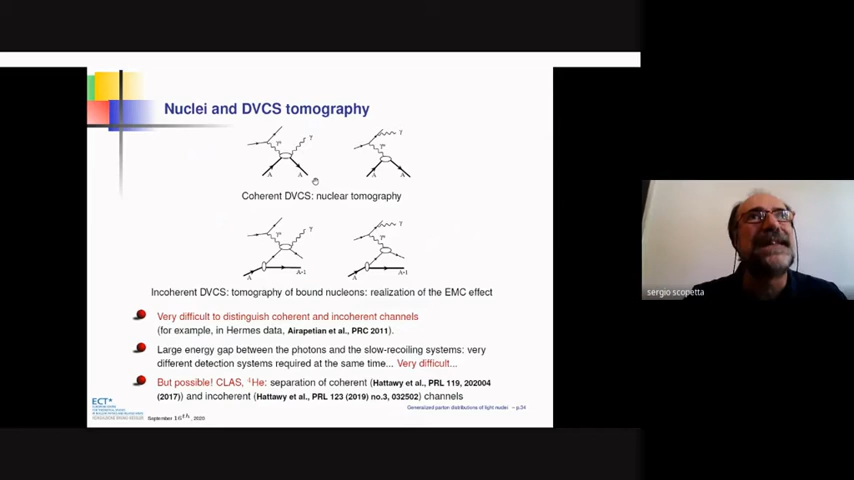 Nuclei and DVCS tomography
γ*
γ
A
A
γ
γ*
A
A
Coherent DVCS: nuclear tomography
γ*
γ
A
A-1
γ
γ*
A
A-1
Incoherent DVCS: tomography of bound nucleons: realization of the EMC effect
Very difficult to distinguish coherent and incoherent channels
(for example, in Hermes data, Airapetian et al., PRC 2011).
Large energy gap between the photons and the slow-recoiling systems: very
different detection systems required at the same time... Very difficult...
But possible! CLAS, ⁴He: separation of coherent (Hattawy et al., PRL 119, 202004
(2017)) and incoherent (Hattawy et al., PRL 123 (2019) no.3, 032502) channels
ECT*
September 16th, 2020
Generalized parton distributions of light nuclei – p.24
sergio scopetta